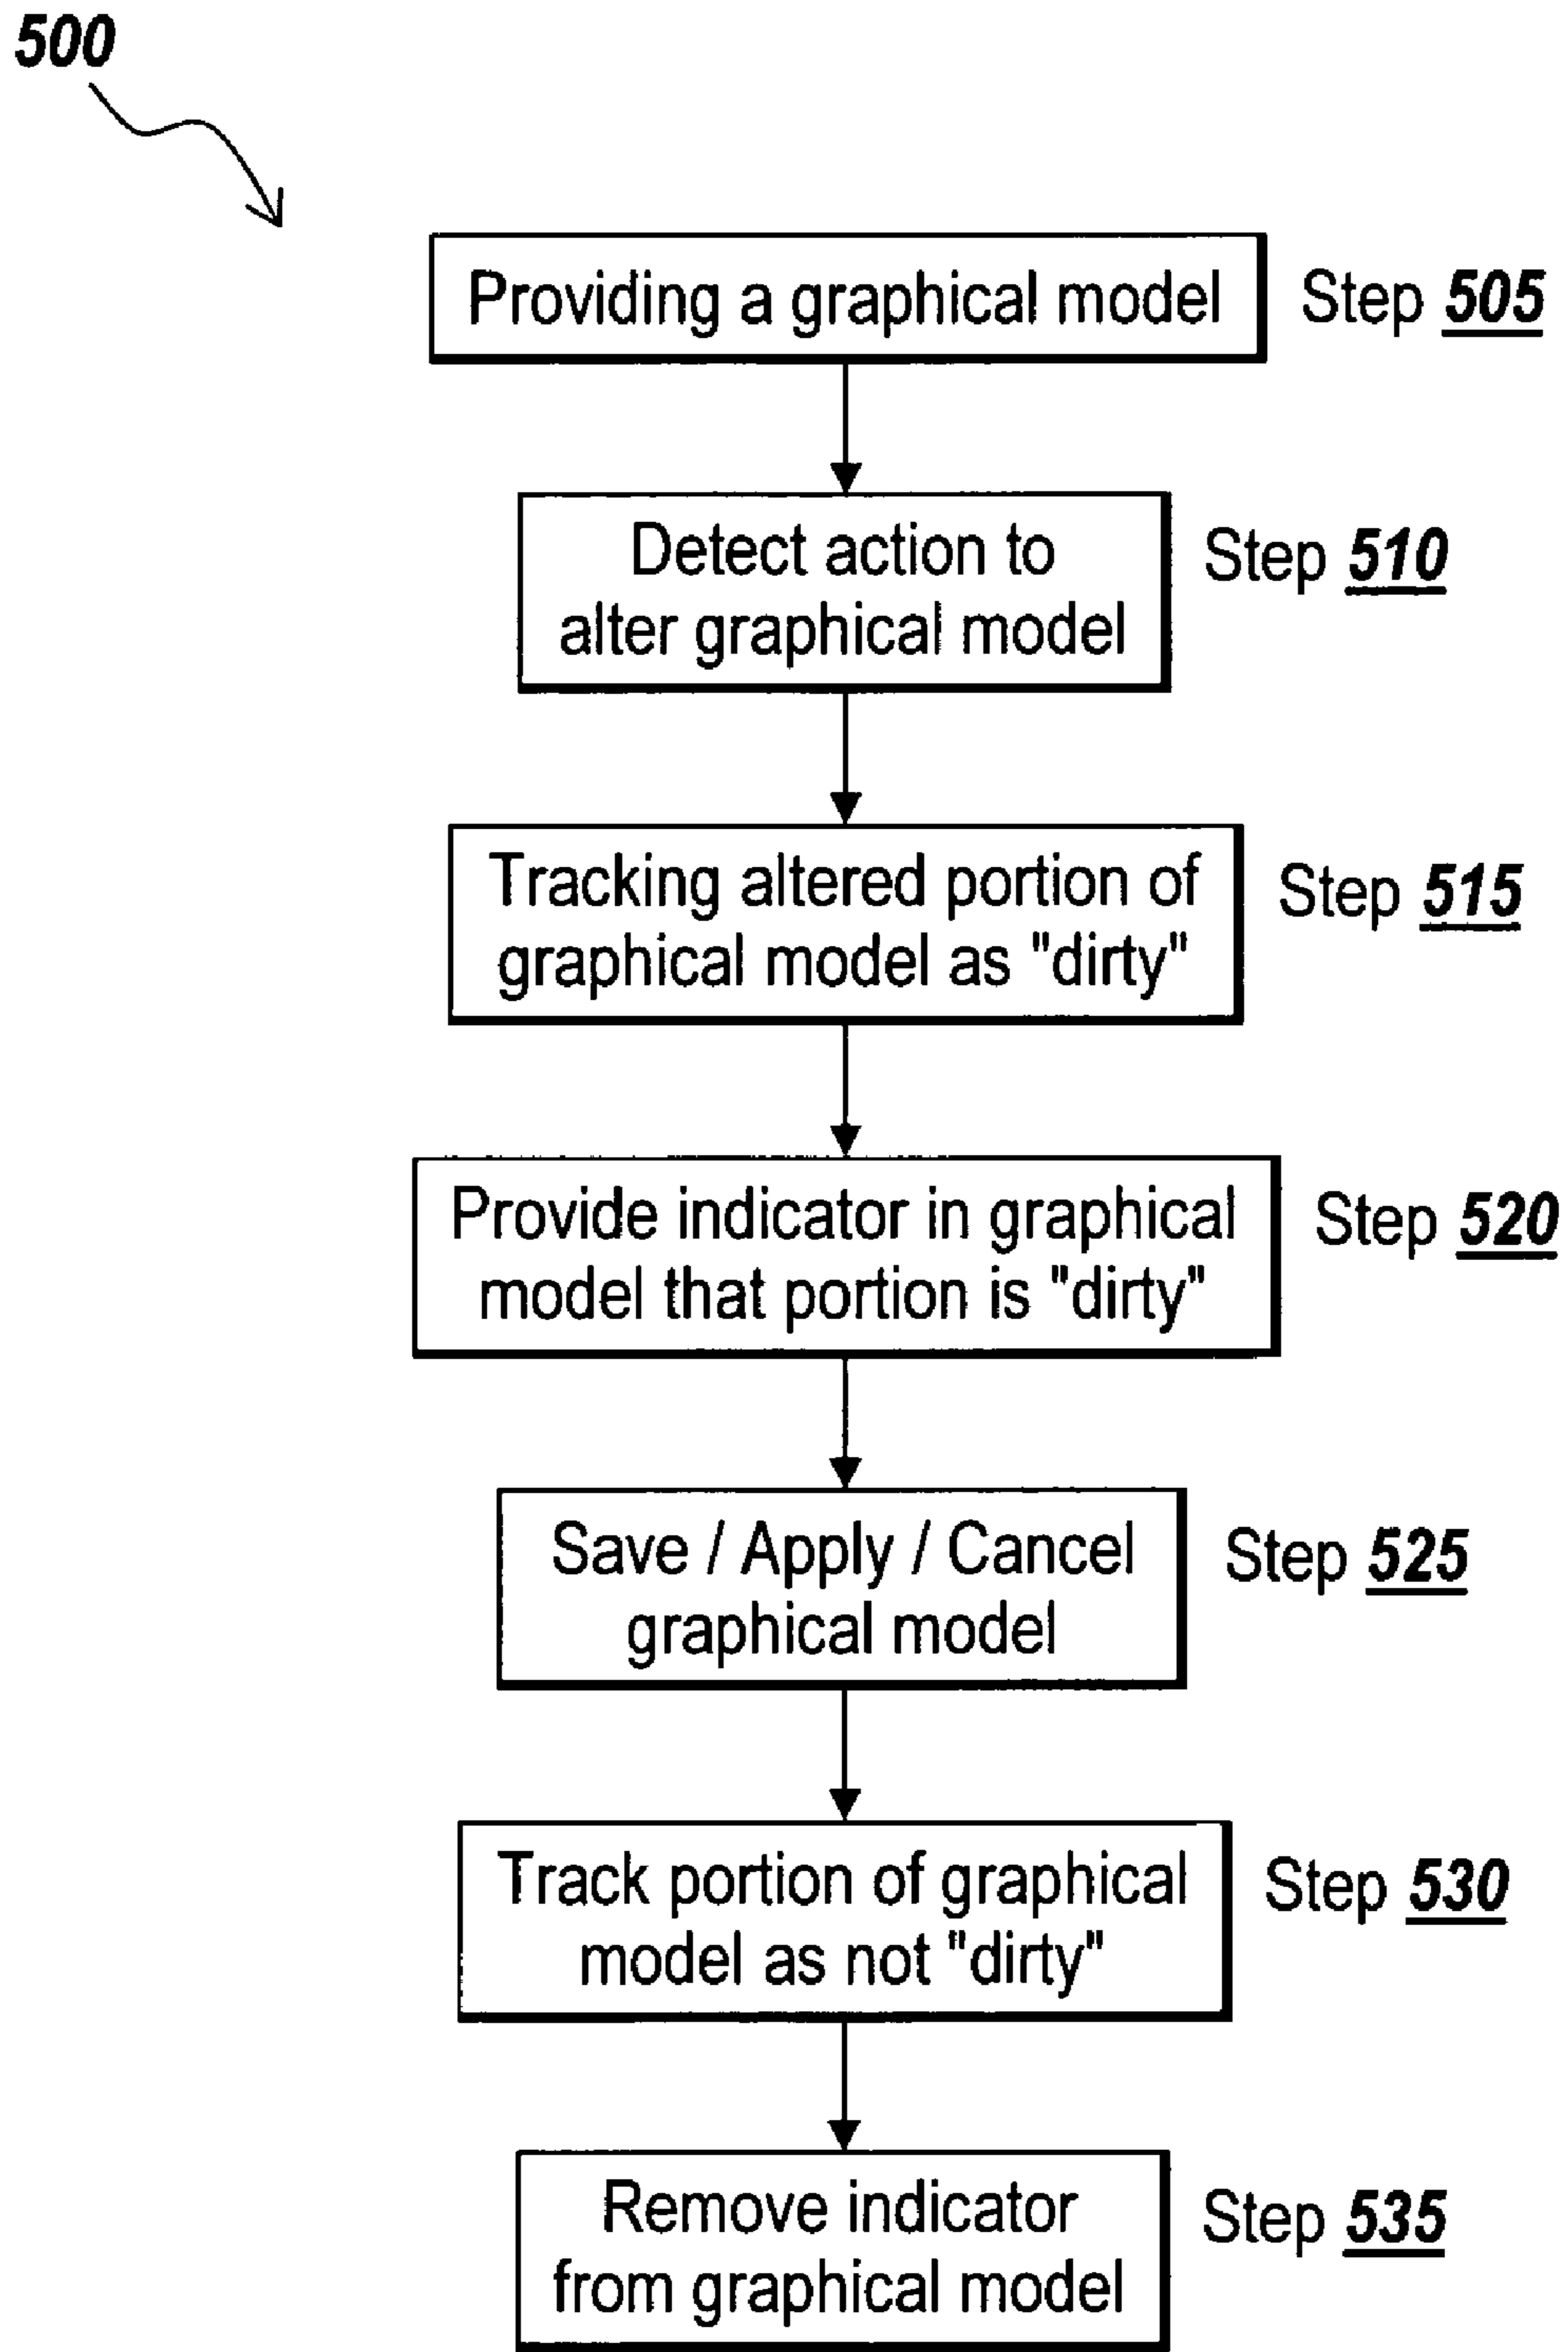 500
Providing a graphical model
Step 505
Detect action to
alter graphical model
Step 510
Tracking altered portion of
graphical model as "dirty"
Step 515
Provide indicator in graphical
model that portion is "dirty"
Step 520
Save / Apply / Cancel
graphical model
Step 525
Track portion of graphical
model as not "dirty"
Step 530
Remove indicator
from graphical model
Step 535